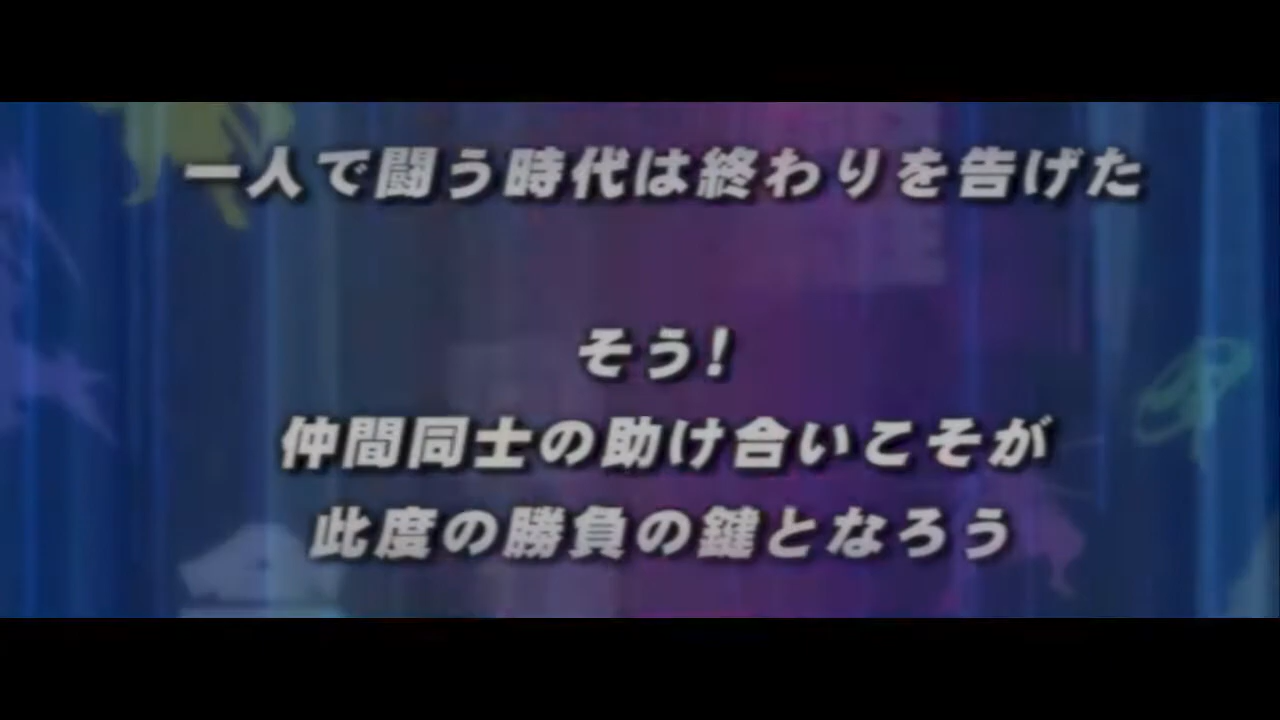 一人で闘う時代は終わりを告げた
そう!
仲間同士の助け合いこそが
此度の勝負の鍵となろう